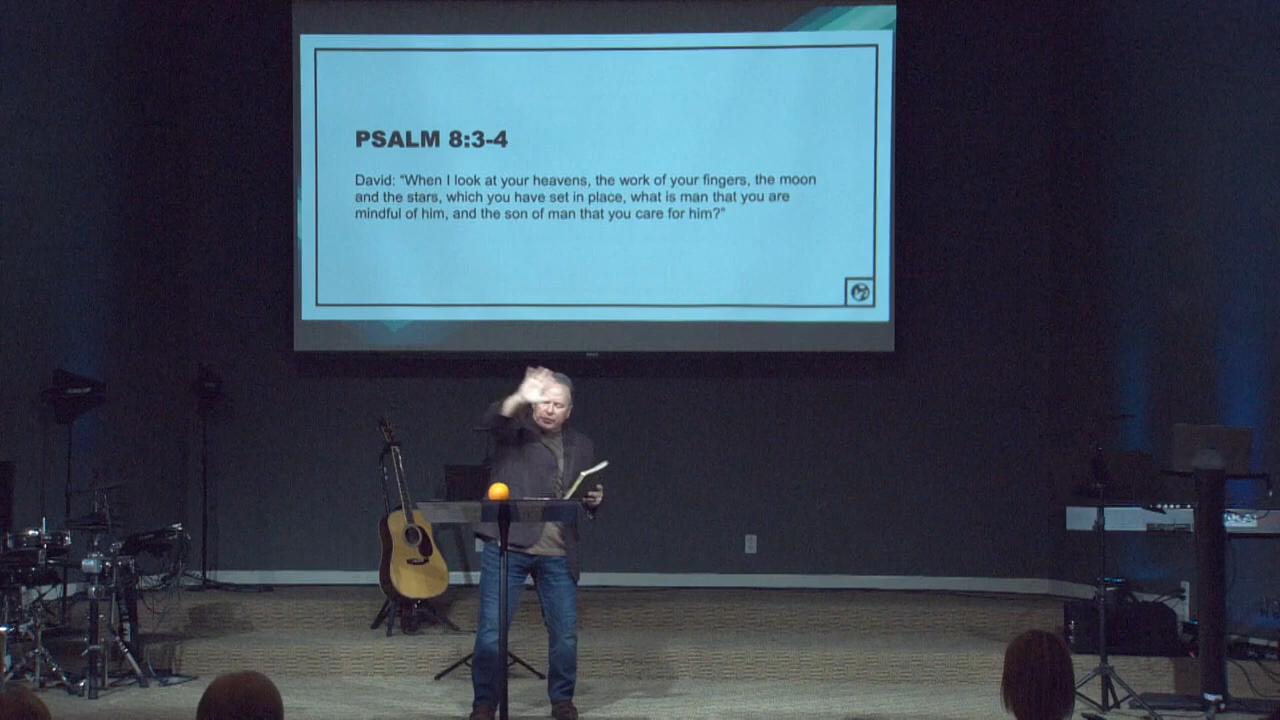 PSALM 8:3-4
David: “When I look at your heavens, the work of your fingers, the moon
and the stars, which you have set in place, what is man that you are
mindful of him, and the son of man that you care for him?”